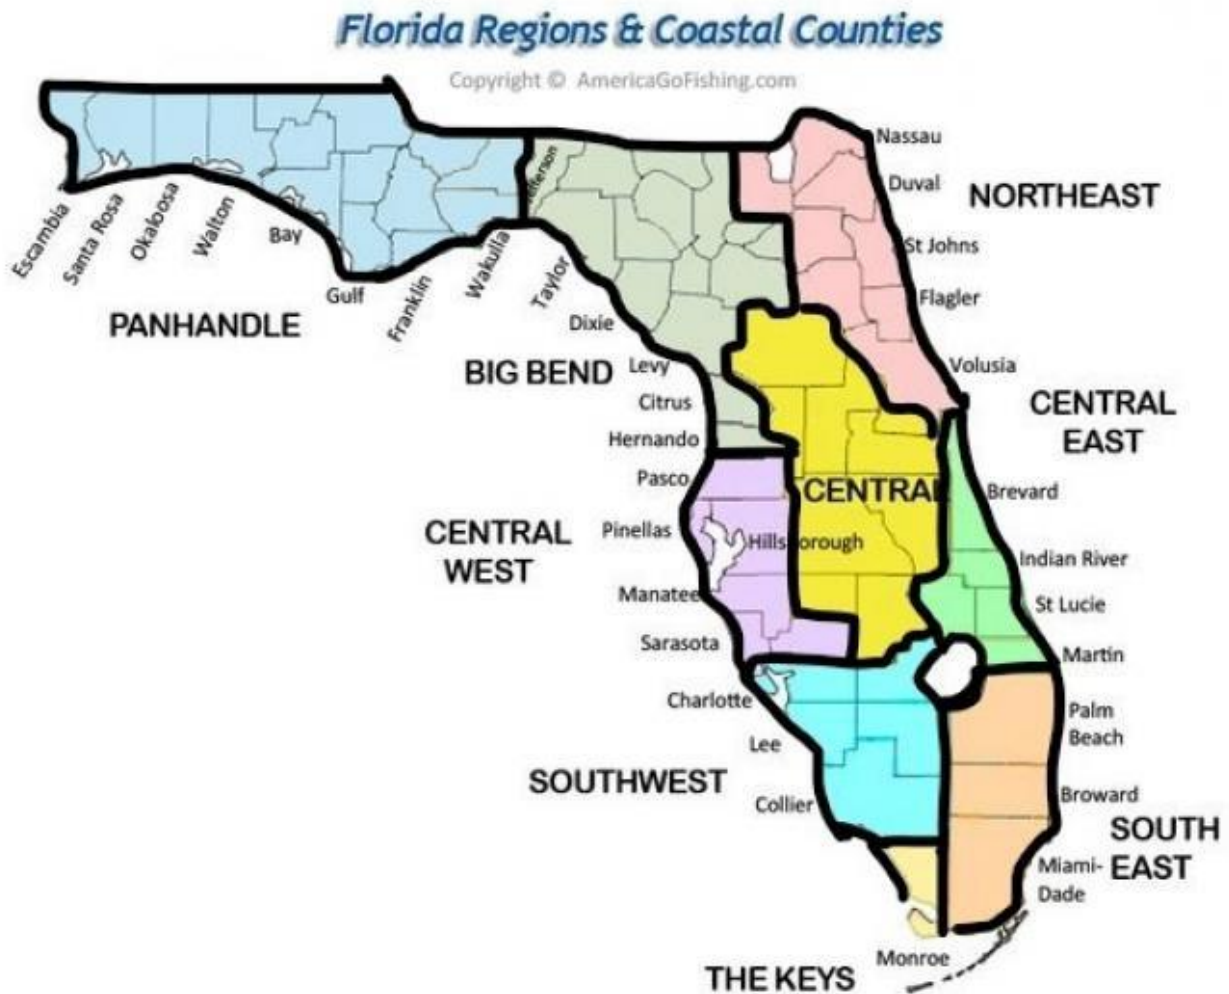 Florida Regions & Coastal Counties
Copyright © AmericaGoFishing.com
Nassau
Duval
NORTHEAST
St Johns
Flagler
Volusia
Escambia
Santa Rosa
Okaloosa
Walton
Bay
Gulf
Franklin
Wakulla
PANHANDLE
Taylor
Dixie
BIG BEND
Levy
Citrus
Hernando
CENTRAL
EAST
Pasco
CENTRAL
Brevard
Pinellas
Hillsborough
CENTRAL
WEST
Indian River
Manatee
St Lucie
Sarasota
Martin
Charlotte
Palm
Beach
Lee
SOUTHWEST
Collier
Broward
SOUTH
EAST
Miami-
Dade
Monroe
THE KEYS